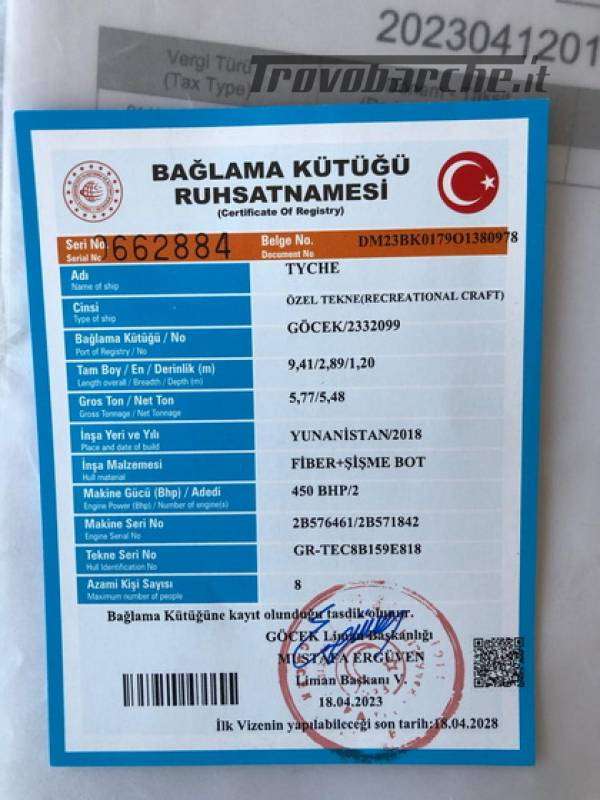 2023041201
Vergi Türü
(Tax Type)
Trovobarche.it
BAĞLAMA KÜTÜĞÜ
RUHSATNAMESİ
(Certificate Of Registry)
Seri No.
Serial No
662884
Belge No.
Document No
DM23BK0179O1380978
Adı
Name of ship
TYCHE
Cinsi
Type of ship
ÖZEL TEKNE(RECREATIONAL CRAFT)
Bağlama Kütüğü / No
Port of Registry / No
GÖCEK/2332099
Tam Boy / En / Derinlik (m)
Length overall / Breadth / Depth (m)
9,41/2,89/1,20
Gros Ton / Net Ton
Gross Tonnage / Net Tonnage
5,77/5,48
İnşa Yeri ve Yılı
Place and date of build
YUNANİSTAN/2018
İnşa Malzemesi
Hull material
FİBER+ŞİŞME BOT
Makine Gücü (Bhp) / Adedi
Engine Power (Bhp) / Number of engine(s)
450 BHP/2
Makine Seri No
Engine Serial No
2B576461/2B571842
Tekne Seri No
Hull Identification No
GR-TEC8B159E818
Azami Kişi Sayısı
Maximum number of people
8
Bağlama Kütüğüne kayıt olunduğu tasdik olunur.
GÖCEK Liman Başkanlığı
MUSTAFA ERGÜVEN
Liman Başkanı V.
18.04.2023
İlk Vizenin yapılabileceği son tarih:18.04.2028